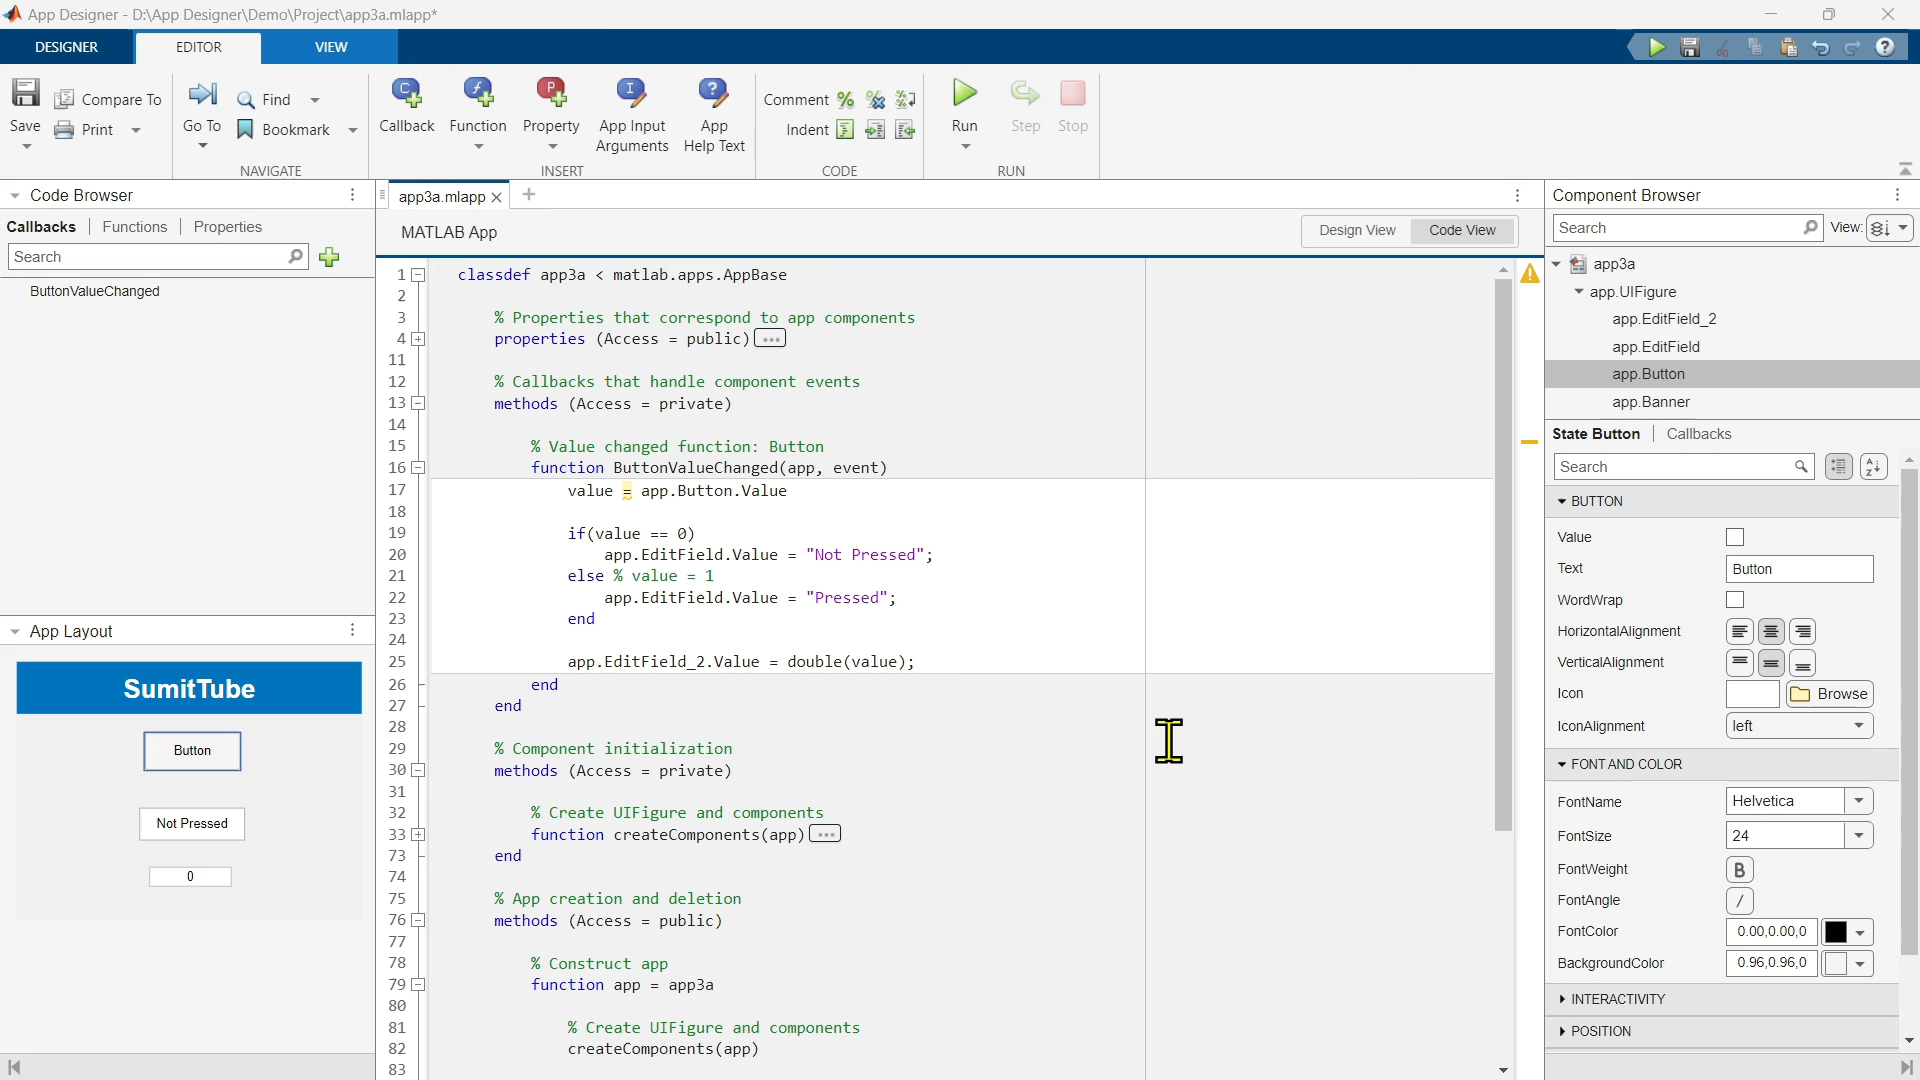 App Designer - D:\App Designer\Demo\Project\app3a.mlapp*
DESIGNER
EDITOR
VIEW
Save
Compare To
Print
Go To
Find
Bookmark
NAVIGATE
Callback
Function
Property
App Input
Arguments
App
Help Text
INSERT
Comment
Indent
CODE
Run
Step
Stop
RUN
Code Browser
Callbacks
Functions
Properties
Search
ButtonValueChanged
App Layout
SumitTube
Button
Not Pressed
0
app3a.mlapp
MATLAB App
Design View
Code View
1 classdef app3a < matlab.apps.AppBase
2
3 % Properties that correspond to app components
4 properties (Access = public) ...
11
12 % Callbacks that handle component events
13 methods (Access = private)
14
15 % Value changed function: Button
16 function ButtonValueChanged(app, event)
17 value = app.Button.Value
18
19 if(value == 0)
20 app.EditField.Value = "Not Pressed";
21 else % value = 1
22 app.EditField.Value = "Pressed";
23 end
24
25 app.EditField_2.Value = double(value);
26 end
27 end
28
29 % Component initialization
30 methods (Access = private)
31
32 % Create UIFigure and components
33 function createComponents(app) ...
73 end
74
75 % App creation and deletion
76 methods (Access = public)
77
78 % Construct app
79 function app = app3a
80
81 % Create UIFigure and components
82 createComponents(app)
83
Component Browser
Search
View:
app3a
app.UIFigure
app.EditField_2
app.EditField
app.Button
app.Banner
State Button
Callbacks
Search
BUTTON
Value
Text Button
WordWrap
HorizontalAlignment
VerticalAlignment
Icon Browse
IconAlignment left
FONT AND COLOR
FontName Helvetica
FontSize 24
FontWeight B
FontAngle /
FontColor 0.00,0.00,0
BackgroundColor 0.96,0.96,0
INTERACTIVITY
POSITION